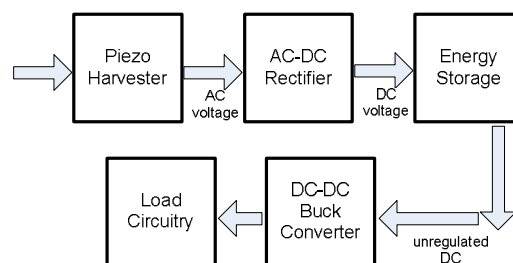 Piezo
Harvester
AC
voltage
AC-DC
Rectifier
DC
voltage
Energy
Storage
unregulated
DC
DC-DC
Buck
Converter
Load
Circuitry